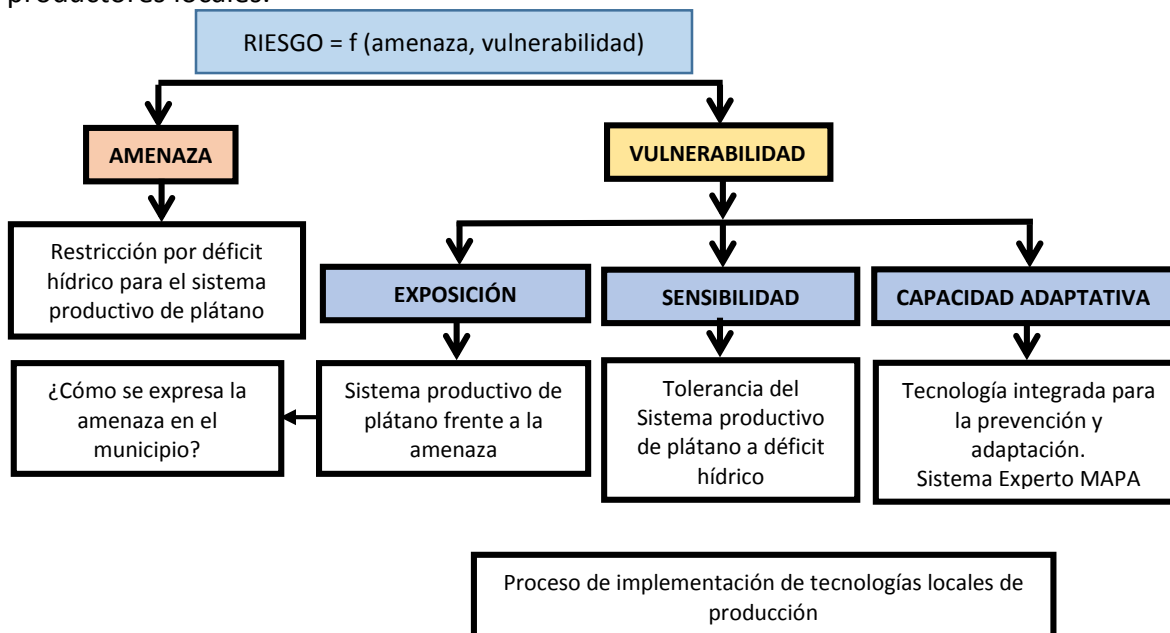 productores locales.
RIESGO = f (amenaza, vulnerabilidad)
AMENAZA
VULNERABILIDAD
Restricción por déficit
hídrico para el sistema
productivo de plátano
EXPOSICIÓN
SENSIBILIDAD
CAPACIDAD ADAPTATIVA
¿Cómo se expresa la
amenaza en el
municipio?
Sistema productivo de
plátano frente a la
amenaza
Tolerancia del
Sistema productivo
de plátano a déficit
hídrico
Tecnología integrada para
la prevención y
adaptación.
Sistema Experto MAPA
Proceso de implementación de tecnologías locales de
producción